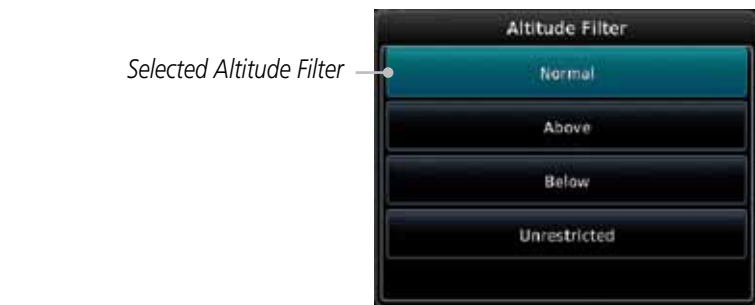 Altitude Filter
Selected Altitude Filter
Normal
Above
Below
Unrestricted